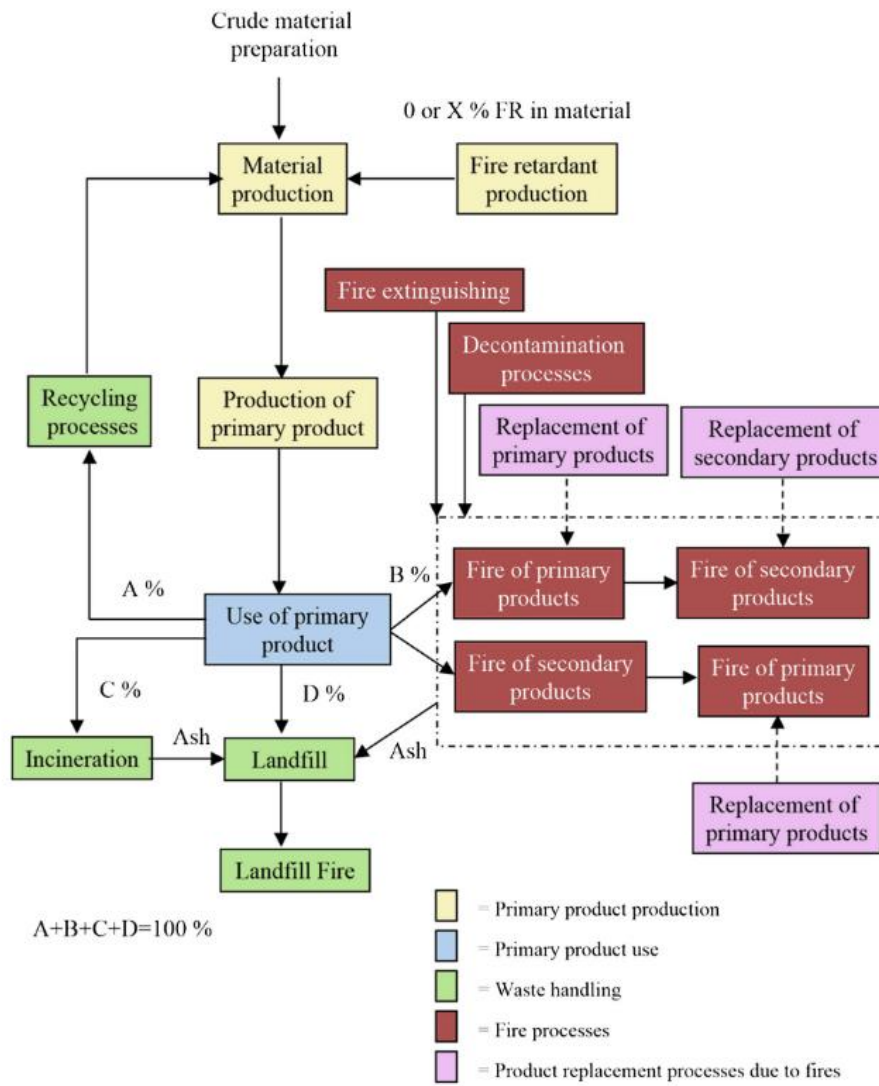 Crude material
preparation
0 or X % FR in material
Material
production
Fire retardant
production
Fire extinguishing
Decontamination
processes
Recycling
processes
Production of
primary product
Replacement of
primary products
Replacement of
secondary products
A %
B %
Fire of primary
products
Fire of secondary
products
Use of primary
product
Fire of secondary
products
Fire of primary
products
C %
D %
Incineration
Ash
Landfill
Ash
Replacement of
primary products
Landfill Fire
A+B+C+D=100 %
= Primary product production
= Primary product use
= Waste handling
= Fire processes
= Product replacement processes due to fires